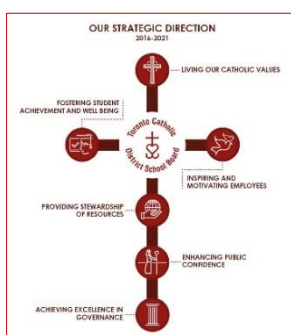 OUR STRATEGIC DIRECTION
2016-2021
LIVING OUR CATHOLIC VALUES
FOSTERING STUDENT
ACHIEVEMENT AND WELL BEING
Toronto Catholic
District School Board
INSPIRING AND
MOTIVATING EMPLOYEES
PROVIDING STEWARDSHIP
OF RESOURCES
ENHANCING PUBLIC
CONFIDENCE
ACHIEVING EXCELLENCE IN
GOVERNANCE